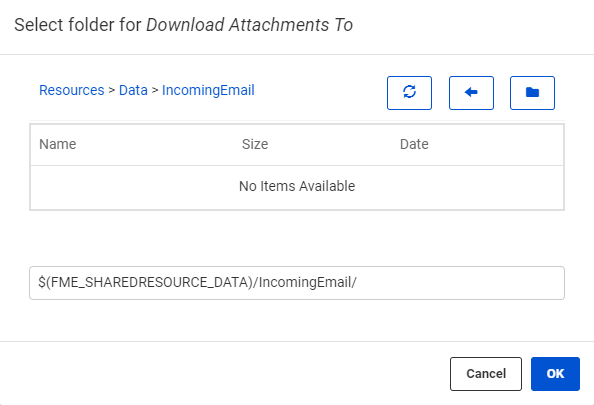 Select folder for Download Attachments To
Resources > Data > IncomingEmail
Name Size Date
No Items Available
$(FME_SHAREDRESOURCE_DATA)/IncomingEmail/
Cancel OK